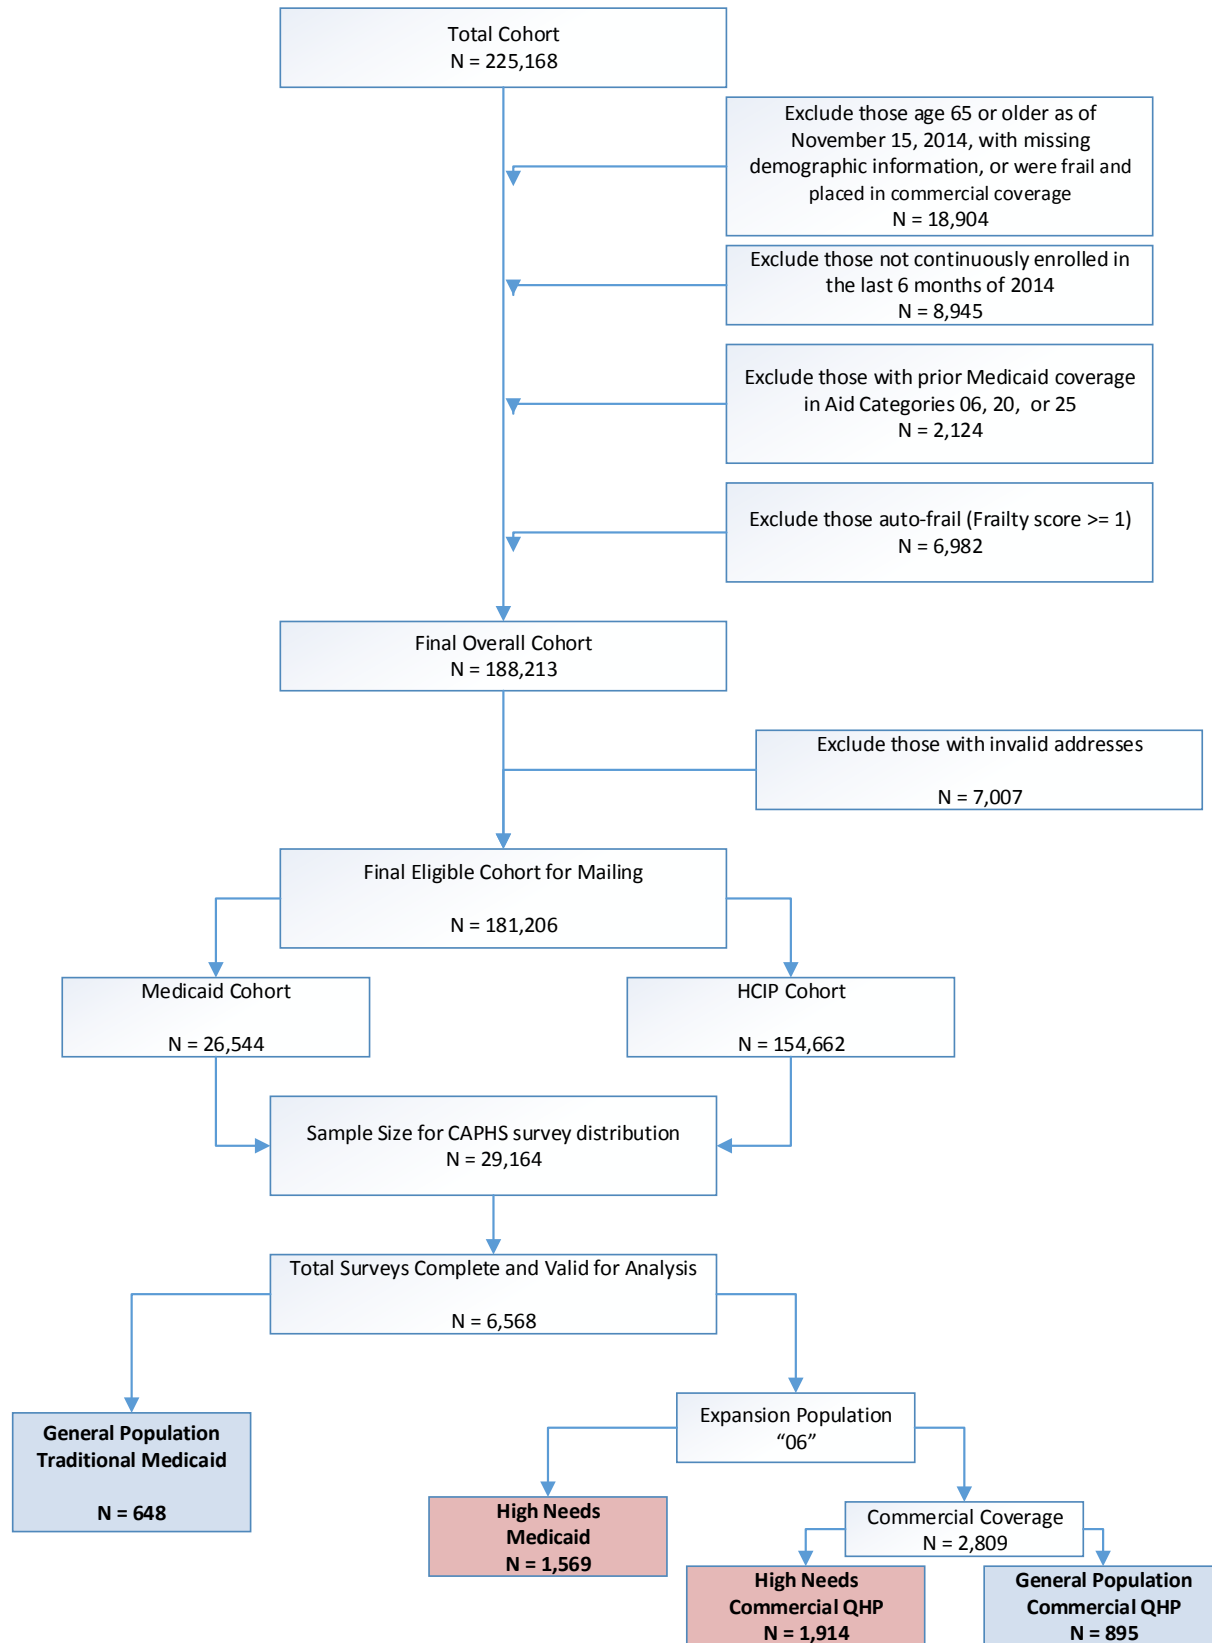 Total Cohort
N = 225,168
Exclude those age 65 or older as of
November 15, 2014, with missing
demographic information, or were frail and
placed in commercial coverage
N = 18,904
Exclude those not continuously enrolled in
the last 6 months of 2014
N = 8,945
Exclude those with prior Medicaid coverage
in Aid Categories 06, 20,  or 25
N = 2,124
Exclude those auto-frail (Frailty score >= 1)
N = 6,982
Final Overall Cohort
N = 188,213
Exclude those with invalid addresses
N = 7,007
Final Eligible Cohort for Mailing
N = 181,206
Medicaid Cohort
N = 26,544
HCIP Cohort
N = 154,662
Sample Size for CAPHS survey distribution
N = 29,164
Total Surveys Complete and Valid for Analysis
N = 6,568
General Population
Traditional Medicaid
N = 648
Expansion Population
“06”
High Needs
Medicaid
N = 1,569
Commercial Coverage
N = 2,809
High Needs
Commercial QHP
N = 1,914
General Population
Commercial QHP
N = 895